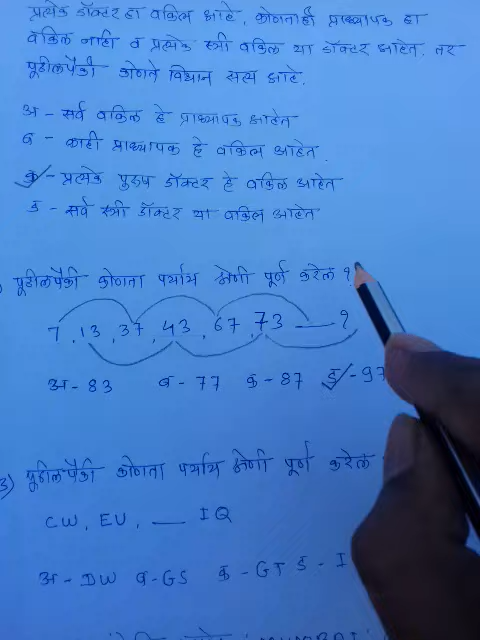 प्रत्येक डॉक्टर हा वकिल आहे, कोणताही प्राध्यापक हा
वकिल नाही व प्रत्येक स्त्री वकिल या डॉक्टर आहेत. तर
पूढीलपैकी कोणते विधान सत्य आहे.
अ - सर्व वकिल हे प्राध्यापक आहेत
ब - काही प्राध्यापक हे वकिल आहेत.
क - प्रत्येक पुरुष डॉक्टर हे वकिल आहेत
ड - सर्व स्त्री डॉक्टर या वकिल आहेत
पूढीलपैकी कोणता पर्याय श्रेणी पूर्ण करेल ?
7, 13, 37, 43, 67, 73 — ?
अ - 83 ब - 77 क - 87 ड - 97
3) पूढीलपैकी कोणता पर्याय श्रेणी पूर्ण करेल
CW, EU, — IQ
अ - DW ब - GS क - GT ड - I